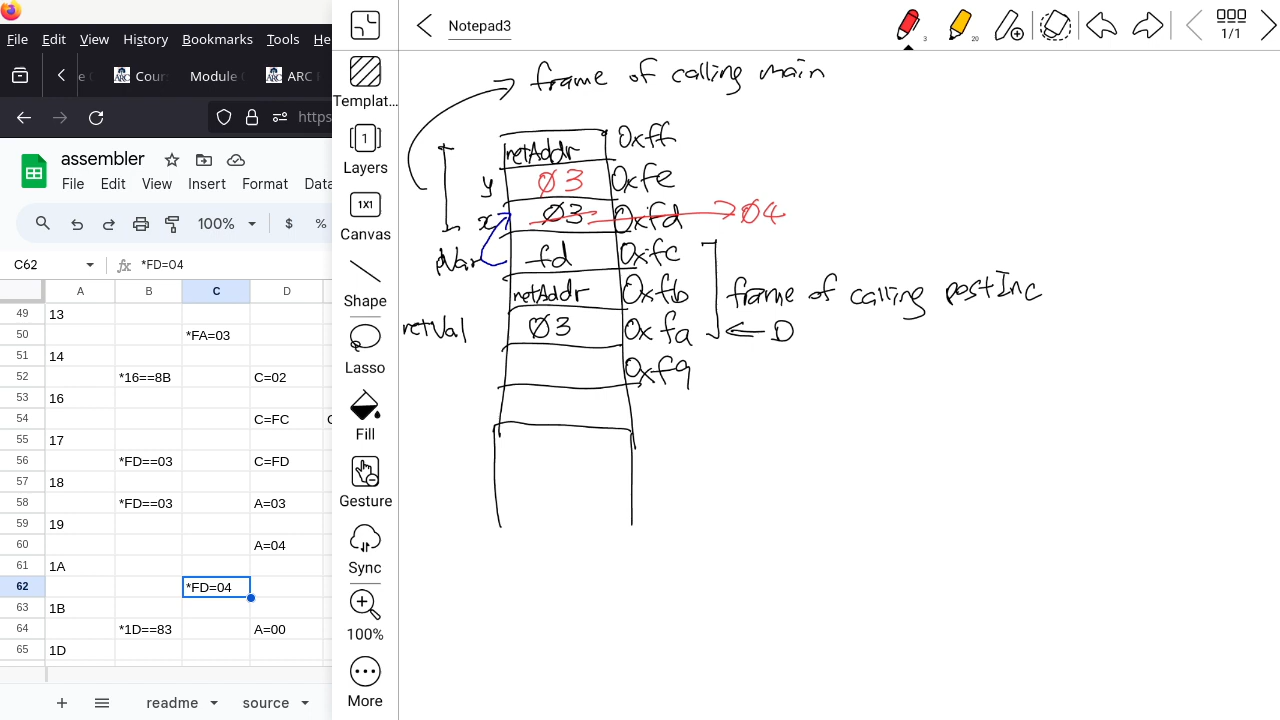 File Edit View History Bookmarks Tools He
Cour Module ARC F
https
assembler
File Edit View Insert Format Data
100% $ %
C62 fx *FD=04
A B C D
49 13
50 *FA=03
51 14
52 *16==8B C=02
53 16
54 C=FC
55 17
56 *FD==03 C=FD
57 18
58 *FD==03 A=03
59 19
60 A=04
61 1A
62 *FD=04
63 1B
64 *1D==83 A=00
65 1D
readme source
Templat...
1
Layers
1X1
Canvas
Shape
Lasso
Fill
Gesture
Sync
100%
More
Notepad3
3 20 1/1
frame of calling main
retAddr 0xff
y 03 0xfe
x 03 0xfd 04
pVar fd 0xfc
retAddr 0xfb frame of calling postInc
retVal 03 0xfa D
0xf9